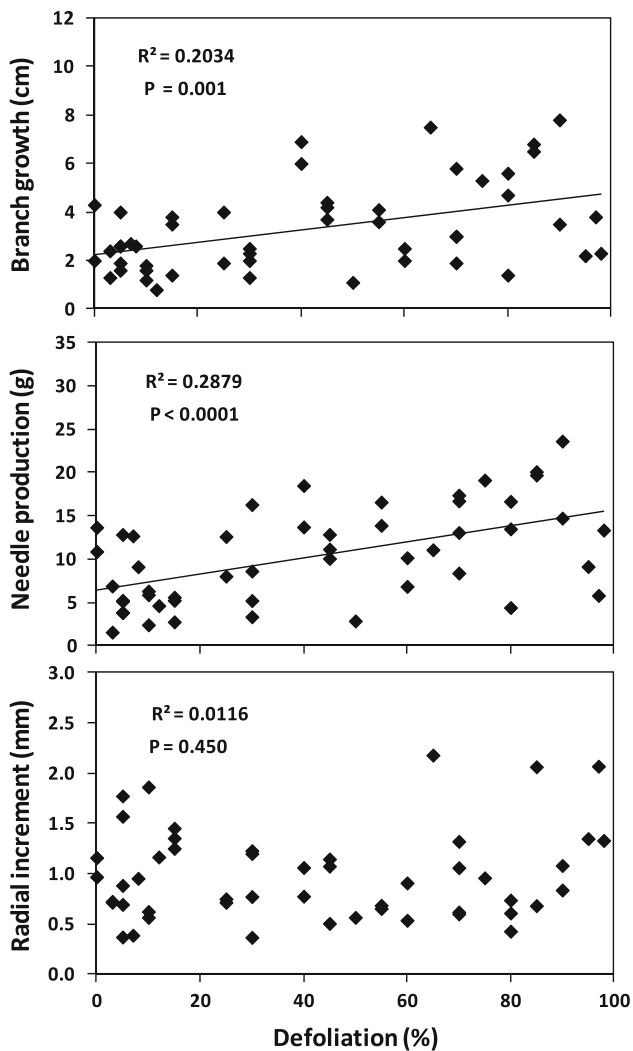 Branch growth (cm)
12
10
8
6
4
2
0
R² = 0.2034
P = 0.001
Needle production (g)
35
30
25
20
15
10
5
0
R² = 0.2879
P < 0.0001
Radial increment (mm)
3.0
2.5
2.0
1.5
1.0
0.5
0.0
R² = 0.0116
P = 0.450
0 20 40 60 80 100
Defoliation (%)